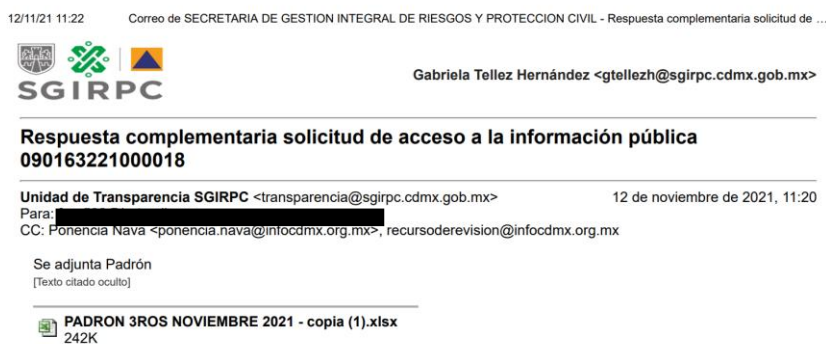 12/11/21 11:22 Correo de SECRETARIA DE GESTION INTEGRAL DE RIESGOS Y PROTECCION CIVIL - Respuesta complementaria solicitud de …
SGIRPC
Gabriela Tellez Hernández <gtellezh@sgirpc.cdmx.gob.mx>
Respuesta complementaria solicitud de acceso a la información pública
090163221000018
Unidad de Transparencia SGIRPC <transparencia@sgirpc.cdmx.gob.mx> 12 de noviembre de 2021, 11:20
Para:
CC: Ponencia Nava <ponencia.nava@infocdmx.org.mx>, recursoderevision@infocdmx.org.mx
Se adjunta Padrón
[Texto citado oculto]
PADRON 3ROS NOVIEMBRE 2021 - copia (1).xlsx
242K